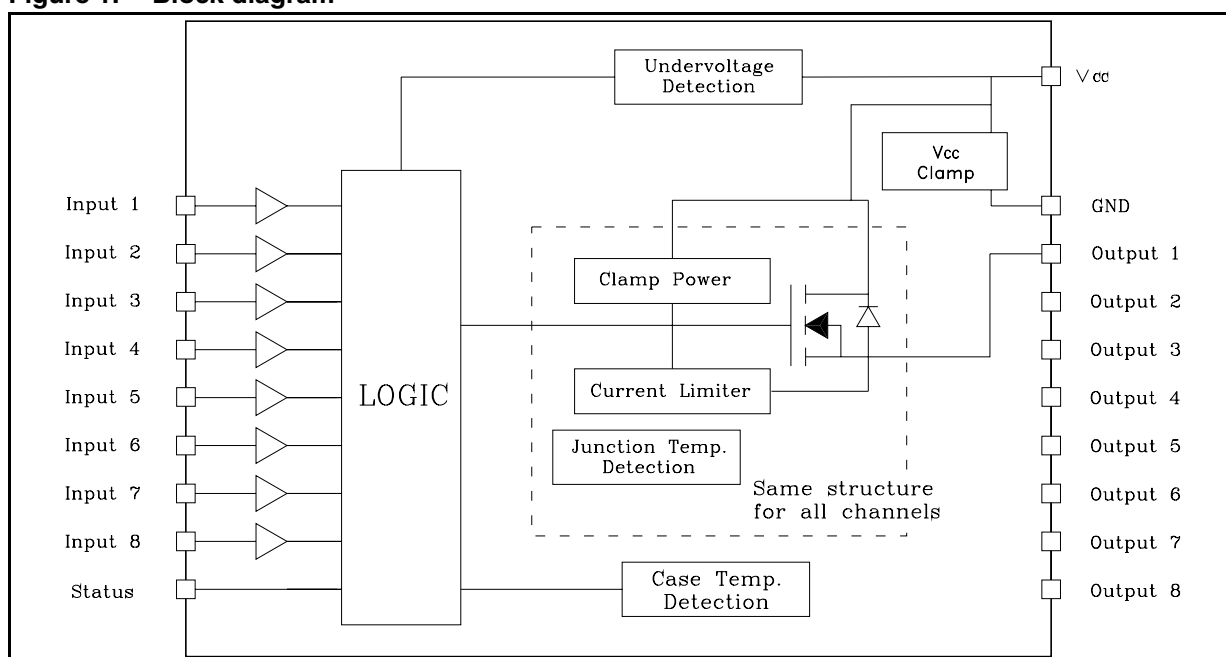 Figure 1. Block diagram
Undervoltage
Detection
Vcc
Vcc
Clamp
Input 1
GND
Input 2
Output 1
Clamp Power
Input 3
Output 2
Input 4
Output 3
Input 5
LOGIC
Current Limiter
Output 4
Input 6
Junction Temp.
Detection
Output 5
Input 7
Same structure
for all channels
Output 6
Input 8
Output 7
Status
Case Temp.
Detection
Output 8